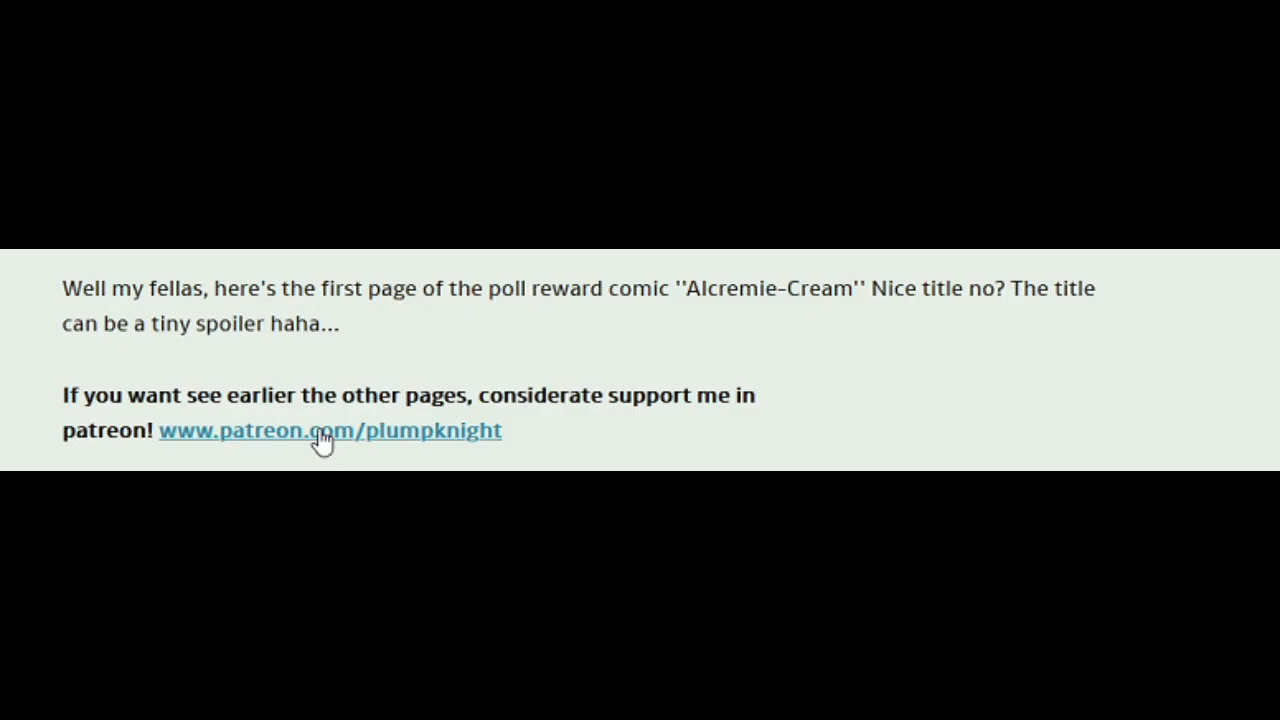 Well my fellas, here's the first page of the poll reward comic ''Alcremie-Cream'' Nice title no? The title
can be a tiny spoiler haha...
If you want see earlier the other pages, considerate support me in
patreon! www.patreon.com/plumpknight